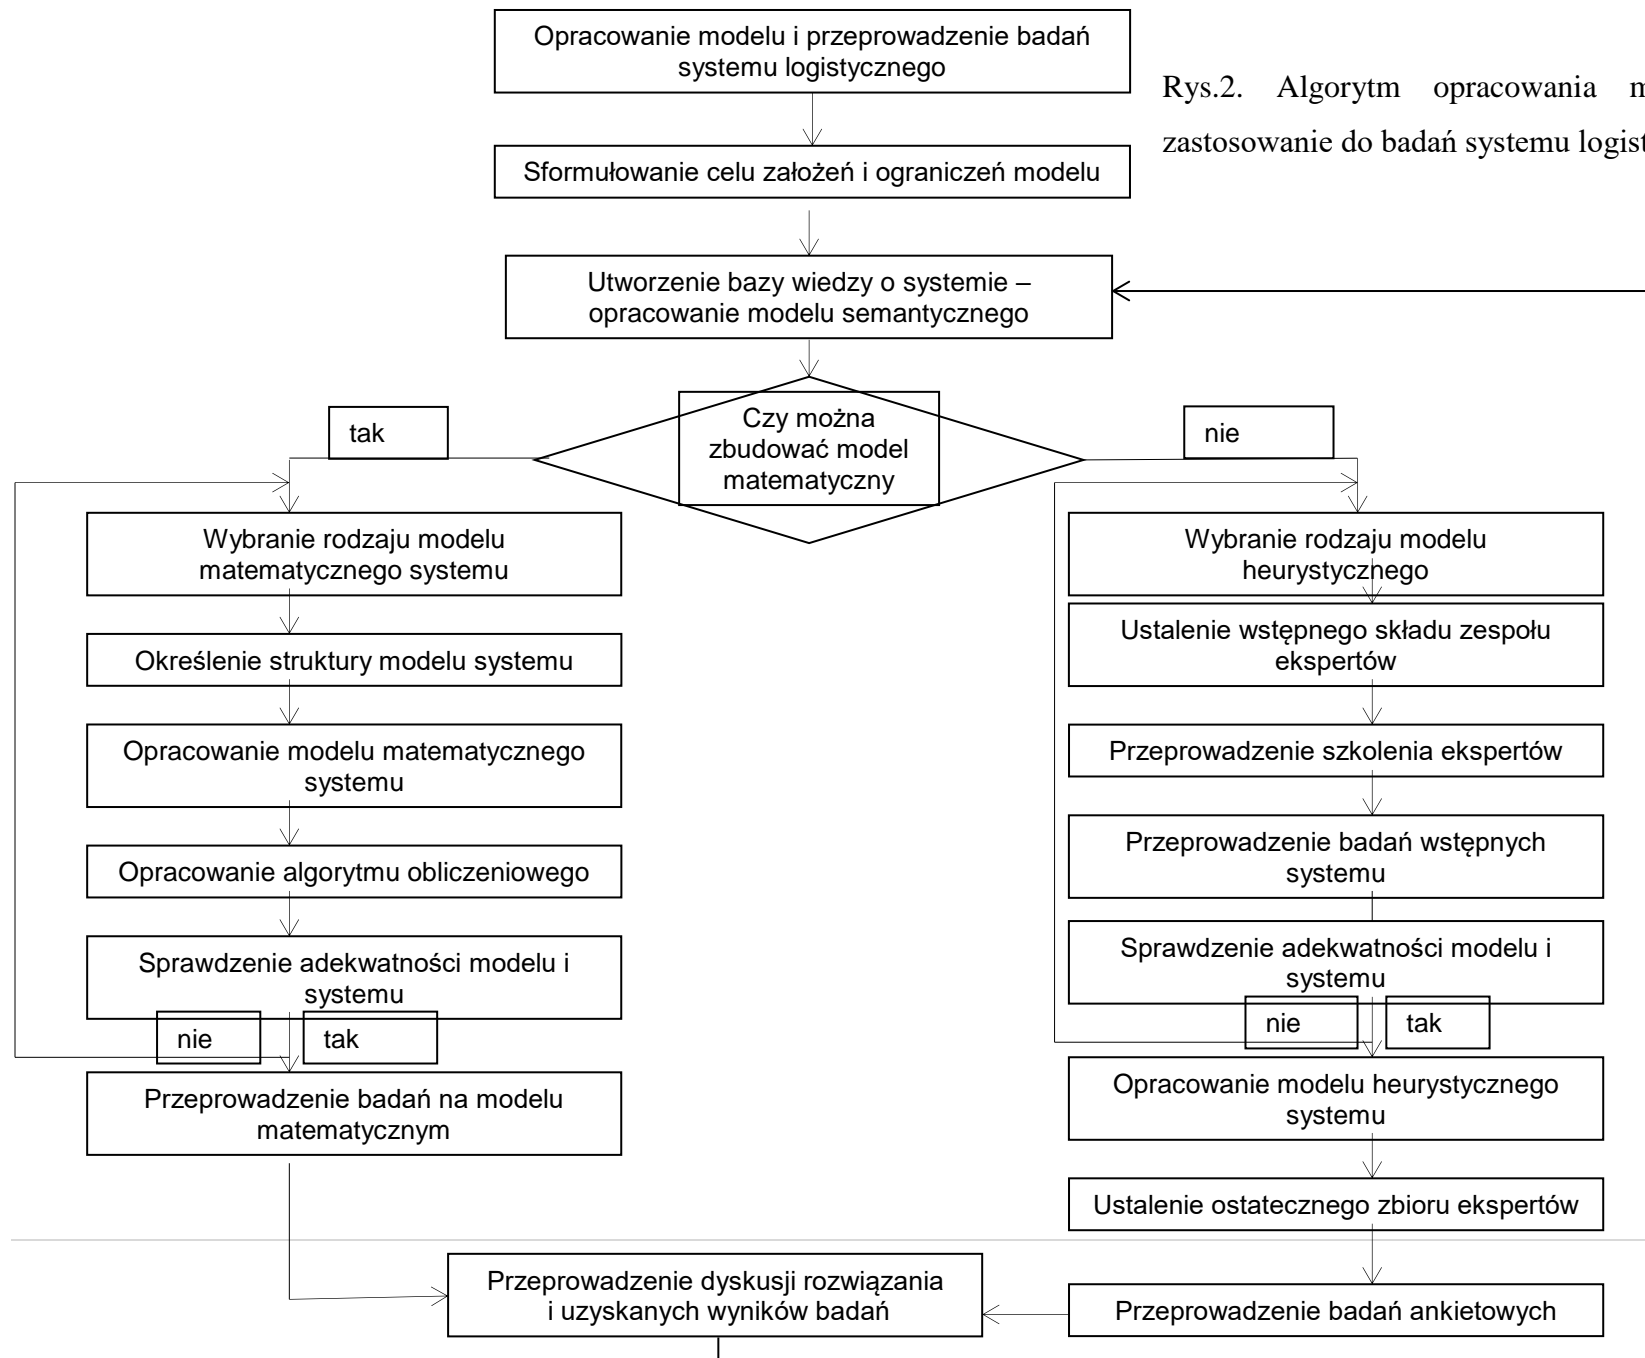 Opracowanie modelu i przeprowadzenie badań
systemu logistycznego
Rys.2. Algorytm opracowania
zastosowanie do badań systemu
Sformułowanie celu założeń i ograniczeń modelu
Utworzenie bazy wiedzy o systemie –
opracowanie modelu semantycznego
Czy można
zbudować model
matematyczny
tak
nie
Wybranie rodzaju modelu
matematycznego systemu
Określenie struktury modelu systemu
Opracowanie modelu matematycznego
systemu
Opracowanie algorytmu obliczeniowego
Sprawdzenie adekwatności modelu i
systemu
nie
tak
Przeprowadzenie badań na modelu
matematycznym
Wybranie rodzaju modelu
heurystycznego
Ustalenie wstępnego składu zespołu
ekspertów
Przeprowadzenie szkolenia ekspertów
Przeprowadzenie badań wstępnych
systemu
Sprawdzenie adekwatności modelu i
systemu
nie
tak
Opracowanie modelu heurystycznego
systemu
Ustalenie ostatecznego zbioru ekspertów
Przeprowadzenie badań ankietowych
Przeprowadzenie dyskusji rozwiązania
i uzyskanych wyników badań